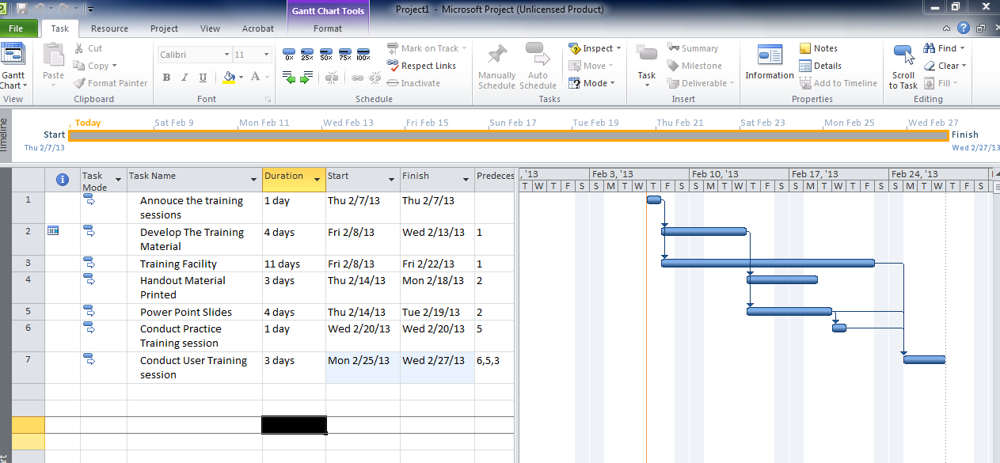 Gantt Chart Tools
Project1 - Microsoft Project (Unlicensed Product)
File Task Resource Project View Acrobat Format
Gantt Chart
View
Paste
Cut
Copy
Format Painter
Clipboard
Calibri 11
B I U A
Font
0% 25% 50% 75% 100%
Mark on Track
Respect Links
Inactivate
Schedule
Manually Schedule
Auto Schedule
Inspect
Move
Mode
Tasks
Task
Summary
Milestone
Deliverable
Insert
Information
Notes
Details
Add to Timeline
Properties
Scroll to Task
Find
Clear
Fill
Editing
Timeline
Today Sat Feb 9 Mon Feb 11 Wed Feb 13 Fri Feb 15 Sun Feb 17 Tue Feb 19 Thu Feb 21 Sat Feb 23 Mon Feb 25 Wed Feb 27
Start
Thu 2/7/13
Finish
Wed 2/27/13
Task Mode Task Name Duration Start Finish Predeces
, '13 Feb 3, '13 Feb 10, '13 Feb 17, '13 Feb 24, '13
T W T F S S M T W T F S S M T W T F S S M T W T F S S M T W T F S
1 Annouce the training sessions 1 day Thu 2/7/13 Thu 2/7/13
2 Develop The Training Material 4 days Fri 2/8/13 Wed 2/13/13 1
3 Training Facility 11 days Fri 2/8/13 Fri 2/22/13 1
4 Handout Material Printed 3 days Thu 2/14/13 Mon 2/18/13 2
5 Power Point Slides 4 days Thu 2/14/13 Tue 2/19/13 2
6 Conduct Practice Training session 1 day Wed 2/20/13 Wed 2/20/13 5
7 Conduct User Training session 3 days Mon 2/25/13 Wed 2/27/13 6,5,3